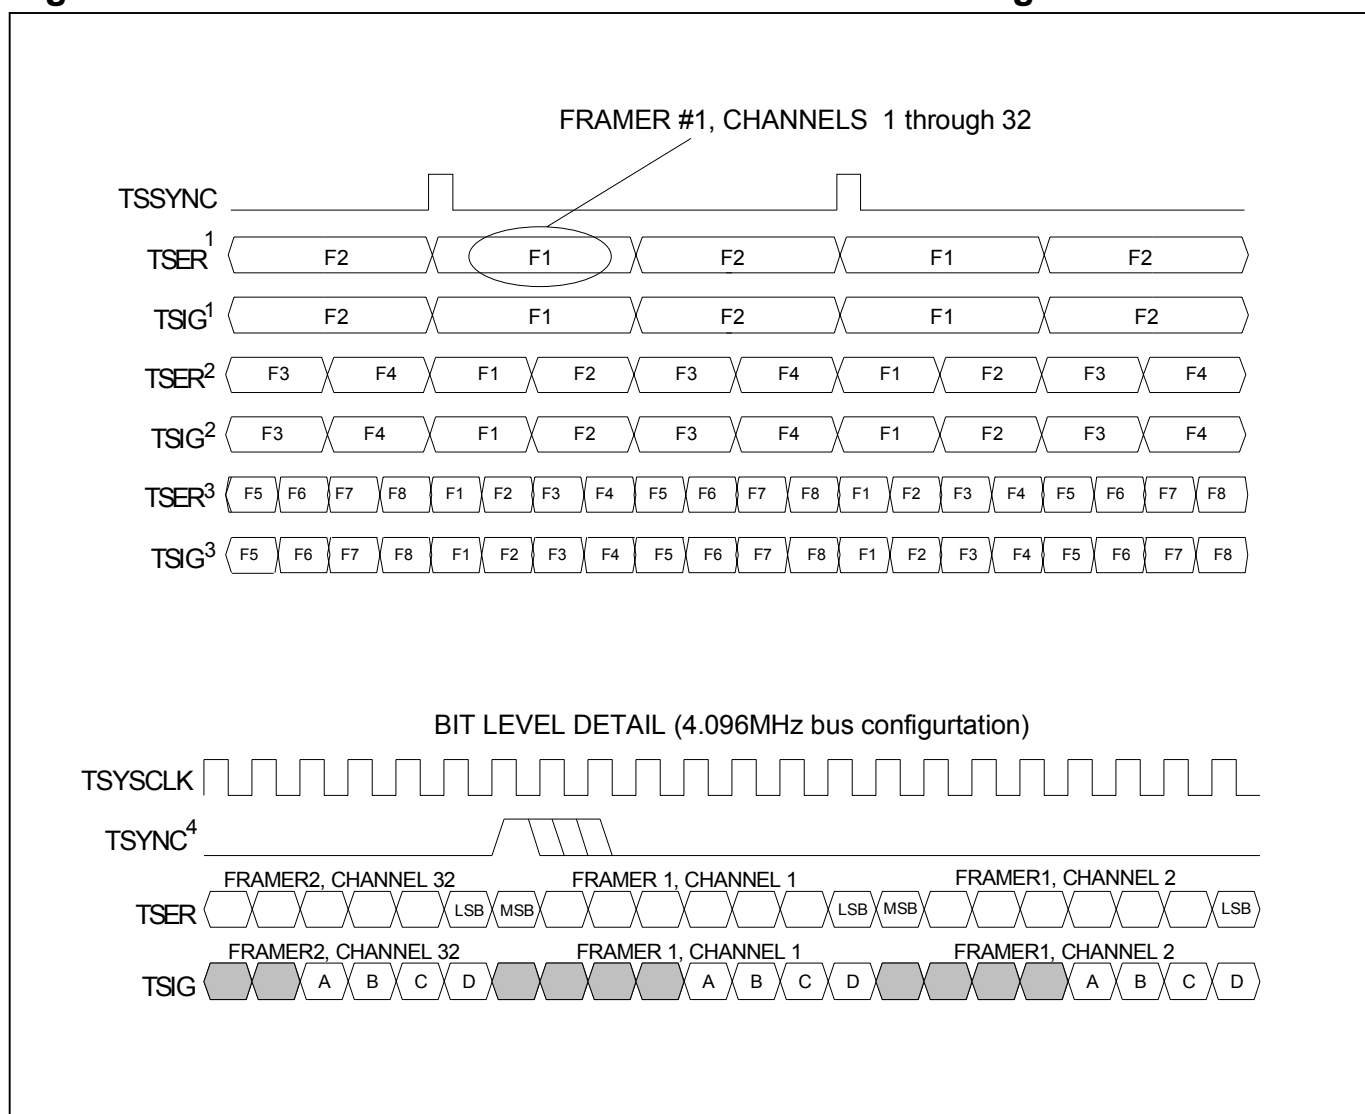 FRAMER #1, CHANNELS 1 through 32
TSSYNC
TSER1 F2 F1 F2 F1 F2
TSIG1 F2 F1 F2 F1 F2
TSER2 F3 F4 F1 F2 F3 F4 F1 F2 F3 F4
TSIG2 F3 F4 F1 F2 F3 F4 F1 F2 F3 F4
TSER3 F5 F6 F7 F8 F1 F2 F3 F4 F5 F6 F7 F8 F1 F2 F3 F4 F5 F6 F7 F8
TSIG3 F5 F6 F7 F8 F1 F2 F3 F4 F5 F6 F7 F8 F1 F2 F3 F4 F5 F6 F7 F8
BIT LEVEL DETAIL (4.096MHz bus configurtation)
TSYSCLK
TSYNC4
FRAMER2, CHANNEL 32 FRAMER 1, CHANNEL 1 FRAMER1, CHANNEL 2
TSER LSB MSB LSB MSB LSB
FRAMER2, CHANNEL 32 FRAMER 1, CHANNEL 1 FRAMER1, CHANNEL 2
TSIG A B C D A B C D A B C D